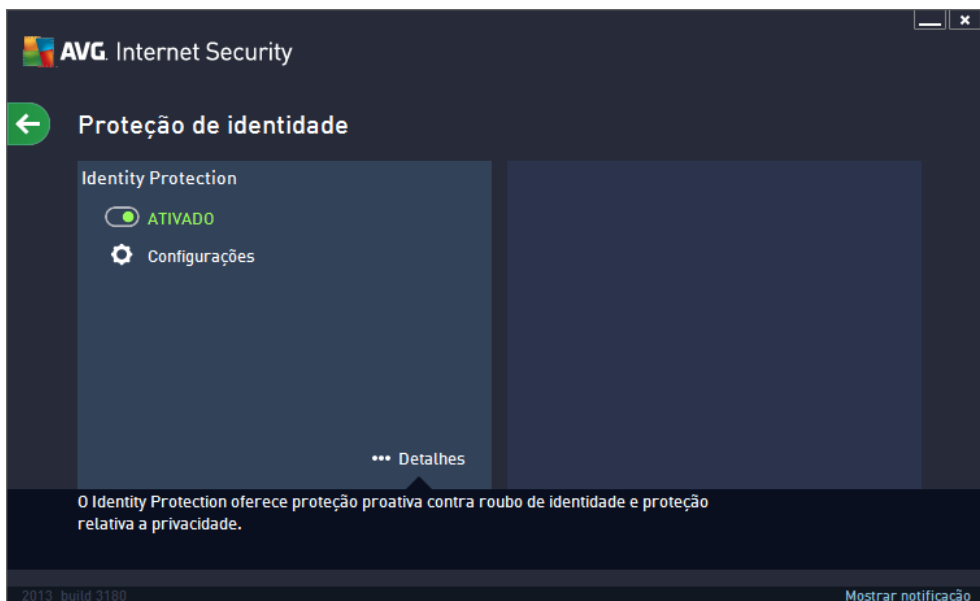 AVG. Internet Security
Proteção de identidade
Identity Protection
ATIVADO
Configurações
••• Detalhes
O Identity Protection oferece proteção proativa contra roubo de identidade e proteção
relativa a privacidade.
2013 build 3180
Mostrar notificação